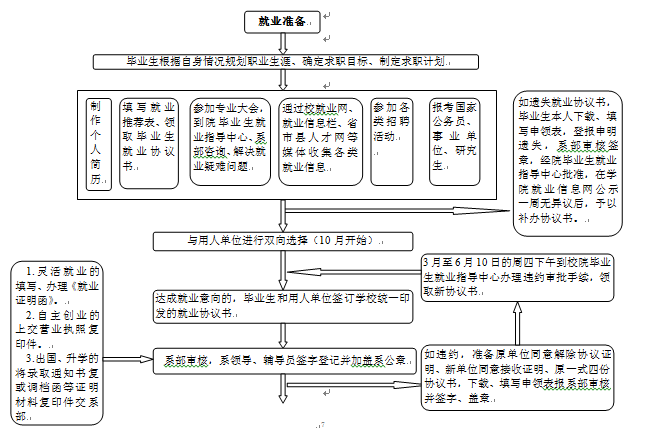 就业准备
毕业生根据自身情况规划职业生涯、确定求职目标、制定求职计划.
制
作
个
人
简
历
填写就业
推荐表、领
取毕业生
就业协议
书
参加专业大会,
到院毕业生就
业指导中心、系
部咨询、解决就
业疑难问题
通过校就业网、
就业信息栏、省
市县人才网等
媒体收集各类
就业信息
参加各
类招聘
活动.
报考国家
公务员、
事业单
位、研究
生
如遗失就业协议书,
毕业生本人下载、填
写申领表,登报申明
遗失,系部审核签
章,经院毕业生就业
指导中心批准,在学
院就业信息网公示
一周无异议后,予以
补办协议书。
与用人单位进行双向选择(10月开始)
3月至6月10日的周四下午到校院毕业
生就业指导中心办理违约审批手续,领
取新协议书。
1.灵活就业的
填写、办理《就业
证明函》。
2.自主创业的
上交营业执照复
印件。
3.出国、升学的
将录取通知书复
或调档函等证明
材料复印件交系
部。
达成就业意向的,毕业生和用人单位签订学校统一印
发的就业协议书。
系部审核,系领导、辅导员签字登记并加盖系公章.
如违约,准备原单位同意解除协议证
明、新单位同意接收证明、原一式四份
协议书,下载、填写申领表报系部审核
并签字、盖章.